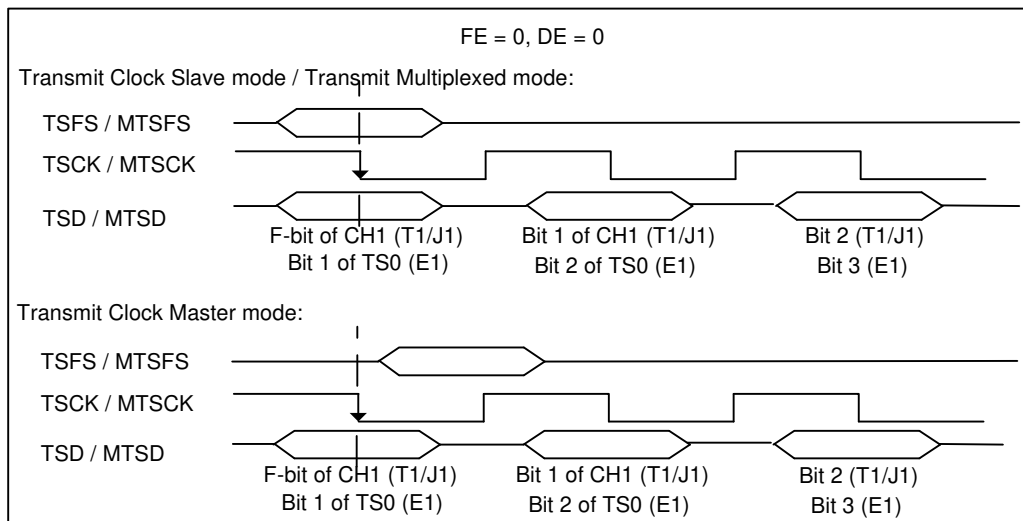 FE = 0, DE = 0
Transmit Clock Slave mode / Transmit Multiplexed mode:
TSFS / MTSFS
TSCK / MTSCK
TSD / MTSD
F-bit of CH1 (T1/J1)
Bit 1 of TS0 (E1)
Bit 1 of CH1 (T1/J1)
Bit 2 of TS0 (E1)
Bit 2 (T1/J1)
Bit 3 (E1)
Transmit Clock Master mode:
TSFS / MTSFS
TSCK / MTSCK
TSD / MTSD
F-bit of CH1 (T1/J1)
Bit 1 of TS0 (E1)
Bit 1 of CH1 (T1/J1)
Bit 2 of TS0 (E1)
Bit 2 (T1/J1)
Bit 3 (E1)